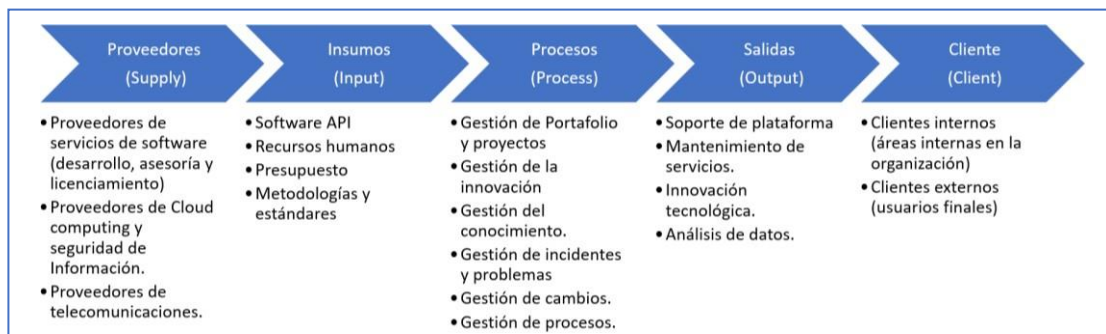 Proveedores
(Supply)
Insumos
(Input)
Procesos
(Process)
Salidas
(Output)
Cliente
(Client)
•Proveedores de
servicios de software
(desarrollo, asesoría y
licenciamiento)
•Proveedores de Cloud
computing y
seguridad de
Información.
•Proveedores de
telecomunicaciones.
•Software API
•Recursos humanos
•Presupuesto
•Metodologías y
estándares
•Gestión de Portafolio
y proyectos
•Gestión de la
innovación
•Gestión del
conocimiento.
•Gestión de incidentes
y problemas
•Gestión de cambios.
•Gestión de procesos.
•Soporte de plataforma
•Mantenimiento de
servicios.
•Innovación
tecnológica.
•Análisis de datos.
•Clientes internos
(áreas internas en la
organización)
•Clientes externos
(usuarios finales)